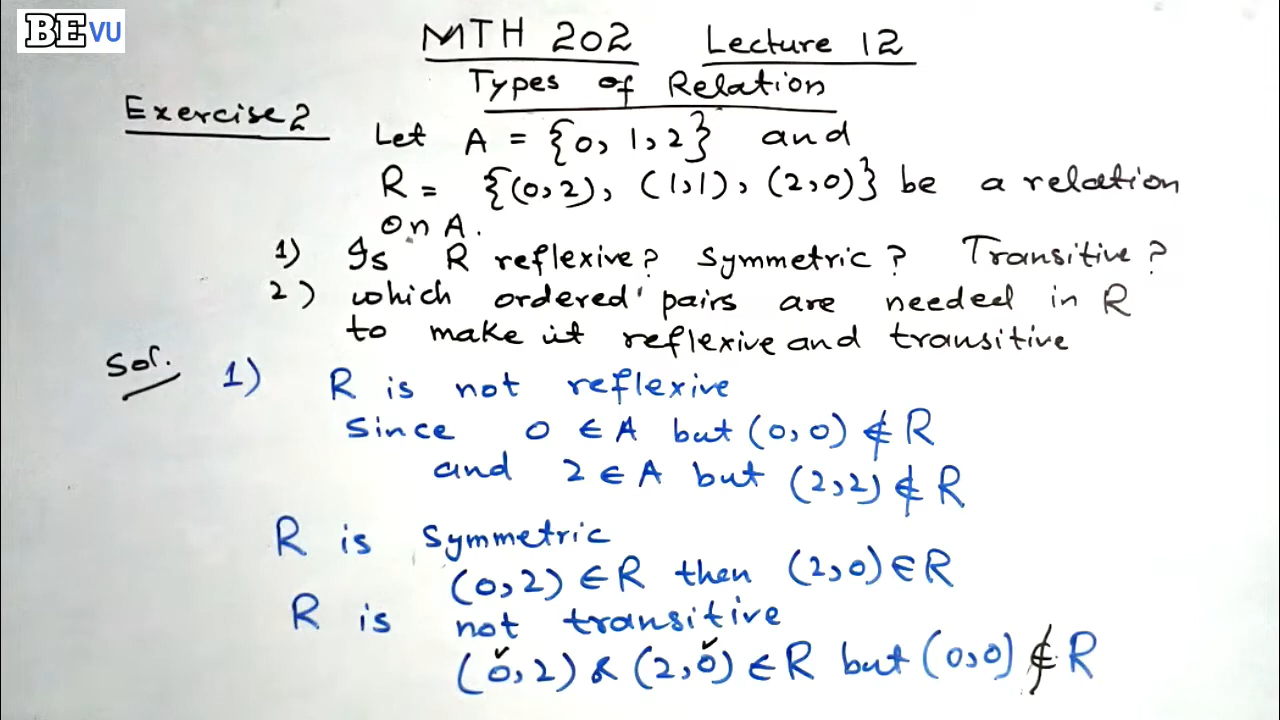 BEVU
MTH 202 Lecture 12
Types of Relation
Exercise 2
Let A = {0, 1, 2} and
R = {(0,2), (1,1), (2,0)} be a relation
on A.
1) Is R reflexive? Symmetric? Transitive?
2) which ordered pairs are needed in R
to make it reflexive and transitive
Sol. 1) R is not reflexive
Since 0 ∈ A but (0,0) ∉ R
and 2 ∈ A but (2,2) ∉ R
R is symmetric
(0,2) ∈ R then (2,0) ∈ R
R is not transitive
(0,2) & (2,0) ∈ R but (0,0) ∉ R